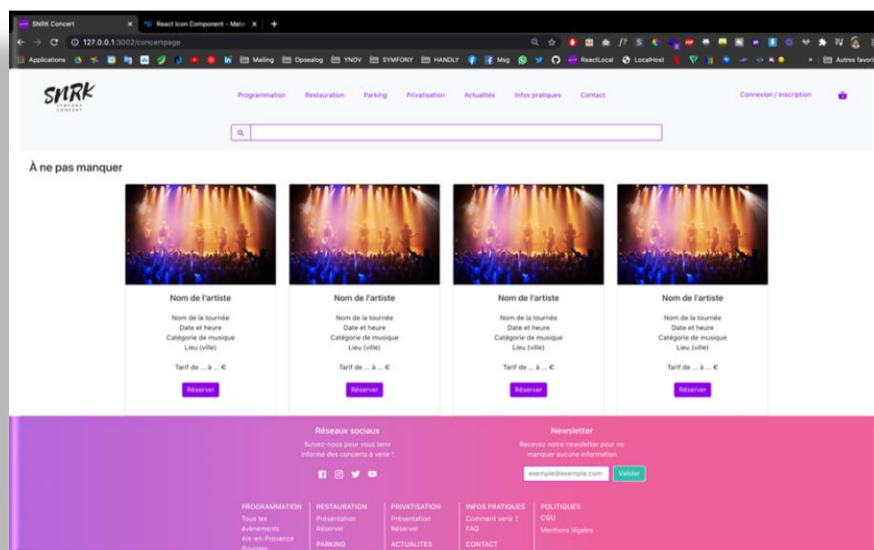 SNRK Concert
React Icon Component - Mate
127.0.0.1:3002/concertpage
Applications
Mailing
Opsealog
YNOV
SYMFONY
HANDLY
Msg
ReactLocal
LocalHost
Autres favori
SNRK
SYMFONY
CONCERT
Programmation
Restauration
Parking
Privatisation
Actualités
Infos pratiques
Contact
Connexion / Inscription
À ne pas manquer
Nom de l'artiste
Nom de la tournée
Date et heure
Catégorie de musique
Lieu (ville)
Tarif de ... à ... €
Réserver
Nom de l'artiste
Nom de la tournée
Date et heure
Catégorie de musique
Lieu (ville)
Tarif de ... à ... €
Réserver
Nom de l'artiste
Nom de la tournée
Date et heure
Catégorie de musique
Lieu (ville)
Tarif de ... à ... €
Réserver
Nom de l'artiste
Nom de la tournée
Date et heure
Catégorie de musique
Lieu (ville)
Tarif de ... à ... €
Réserver
Réseaux sociaux
Suivez-nous pour vous tenir
informé des concerts à venir !
Newsletter
Recevez notre newsletter pour ne
manquer aucune information
exemple@exemple.com
Valider
PROGRAMMATION
Tous les
évènements
Aix-en-Provence
Bourges
RESTAURATION
Présentation
Réserver
PARKING
PRIVATISATION
Présentation
Réserver
ACTUALITES
INFOS PRATIQUES
Comment venir ?
FAQ
CONTACT
POLITIQUES
CGU
Mentions légales